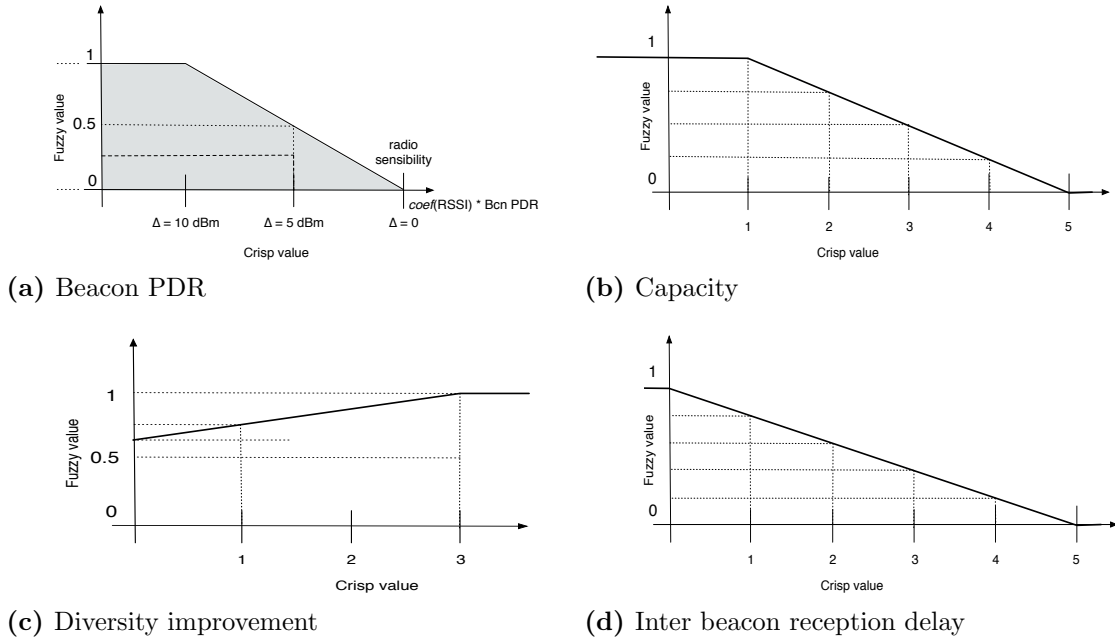 1
0.5
0
Fuzzy value
radio
sensibility
coef(RSSI) * Bcn PDR
Δ = 10 dBm
Δ = 5 dBm
Δ = 0
Crisp value
(a) Beacon PDR
1
0
Fuzzy value
1
2
3
4
5
Crisp value
(b) Capacity
1
0.5
0
Fuzzy value
1
2
3
Crisp value
(c) Diversity improvement
1
0
Fuzzy value
1
2
3
4
5
Crisp value
(d) Inter beacon reception delay